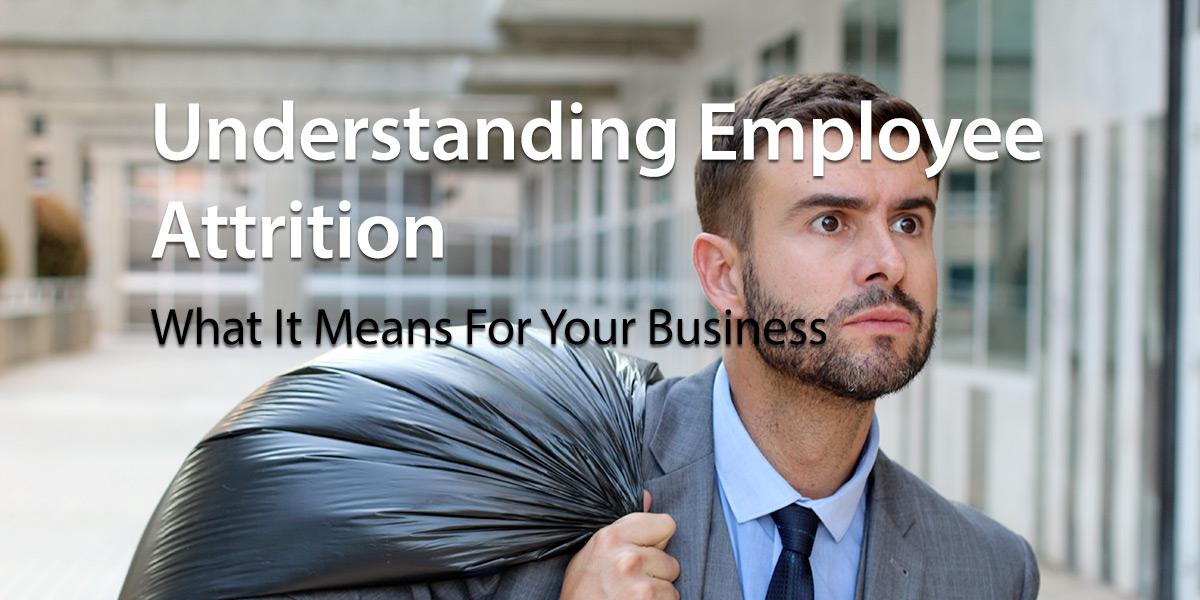 Understanding Employee
Attrition
What It Means For Your Business